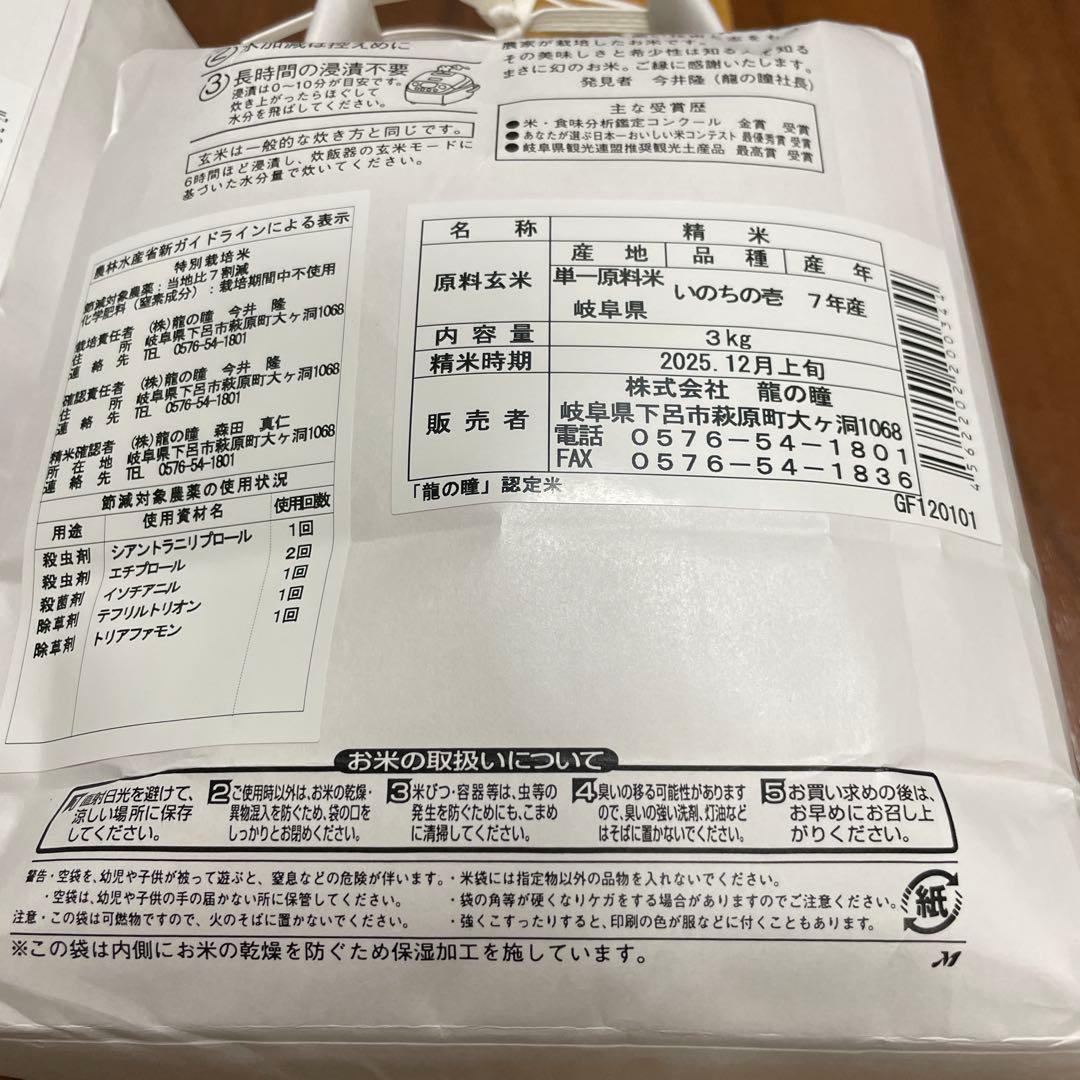 ②水加減は控えめに
③長時間の浸漬不要
浸漬は0〜10分が目安です。
炊き上がったらほぐして
水分を飛ばしてください。
玄米は一般的な炊き方と同じです。
6時間ほど浸漬し、炊飯器の玄米モードに
基づいた水分量で炊いてください。
農家が栽培したお米です。
その美味しさと希少性は知る人ぞ知る
まさに幻のお米。ご縁に感謝いたします。
発見者 今井隆(龍の瞳社長)
主な受賞歴
●米・食味分析鑑定コンクール 金賞 受賞
●あなたが選ぶ日本一おいしい米コンテスト 最優秀賞 受賞
●岐阜県観光連盟推奨観光土産品 最高賞 受賞
農林水産省新ガイドラインによる表示
特別栽培米
節減対象農薬:当地比7割減
化学肥料(窒素成分):栽培期間中不使用
栽培責任者 (株)龍の瞳 今井 隆
住所 岐阜県下呂市萩原町大ヶ洞1068
連絡先 TEL 0576-54-1801
確認責任者 (株)龍の瞳 今井 隆
住所 岐阜県下呂市萩原町大ヶ洞1068
連絡先 TEL 0576-54-1801
精米確認者 (株)龍の瞳 森田 真仁
所在地 岐阜県下呂市萩原町大ヶ洞1068
連絡先 TEL 0576-54-1801
節減対象農薬の使用状況
用途 使用資材名 使用回数
殺虫剤 シアントラニリプロール 1回
殺虫剤 エチプロール 2回
殺菌剤 イソチアニル 1回
除草剤 テフリルトリオン 1回
除草剤 トリアファモン 1回
名称 精米
原料玄米 産地 品種 産年
単一原料米
岐阜県 いのちの壱 7年産
内容量 3kg
精米時期 2025.12月上旬
販売者 株式会社 龍の瞳
岐阜県下呂市萩原町大ヶ洞1068
電話 0576-54-1801
FAX 0576-54-1836
「龍の瞳」認定米
GF120101
お米の取扱いについて
直射日光を避けて、
涼しい場所に保存
してください。
2 ご使用時以外は、お米の乾燥・
異物混入を防ぐため、袋の口を
しっかりとお閉めください。
3 米びつ・容器等は、虫等の
発生を防ぐためにも、こまめ
に清掃してください。
4 臭いの移る可能性があります
ので、臭いの強い洗剤、灯油など
はそばに置かないでください。
5 お買い求めの後は、
お早めにお召し上
がりください。
警告・空袋を、幼児や子供が被って遊ぶと、窒息などの危険が伴います。
・空袋は、幼児や子供の手の届かない所に保管してください。
注意・この袋は可燃物ですので、火のそばに置かないでください。
・米袋には指定物以外の品物を入れないでください。
・袋の角等が硬くなりケガをする場合がありますのでご注意ください。
・強くこすったりすると、印刷の色が服などに付くこともあります。
紙
※この袋は内側にお米の乾燥を防ぐため保湿加工を施しています。